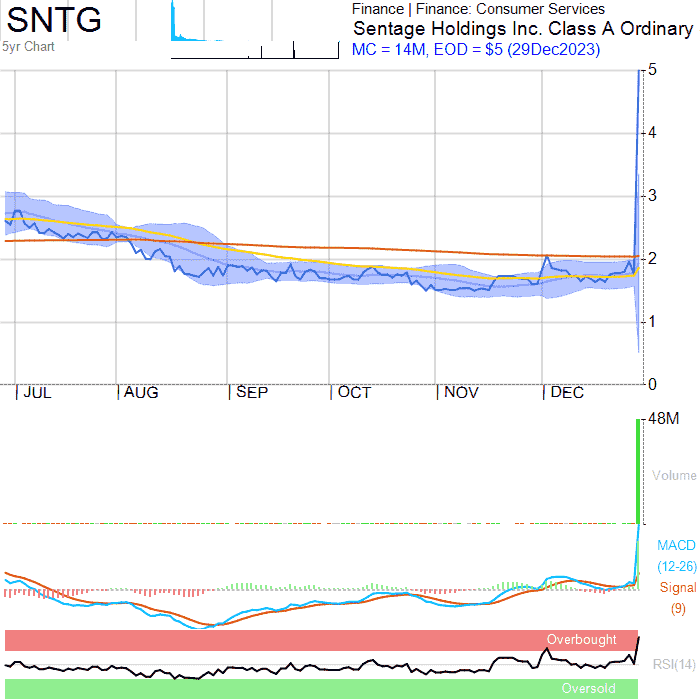 SNTG
Finance | Finance: Consumer Services
Sentage Holdings Inc. Class A Ordinary
5yr Chart
MC = 14M, EOD = $5 (29Dec2023)
5
4
3
2
1
0
JUL AUG SEP OCT NOV DEC
48M
Volume
MACD
(12-26)
Signal
(9)
Overbought
RSI(14)
Oversold